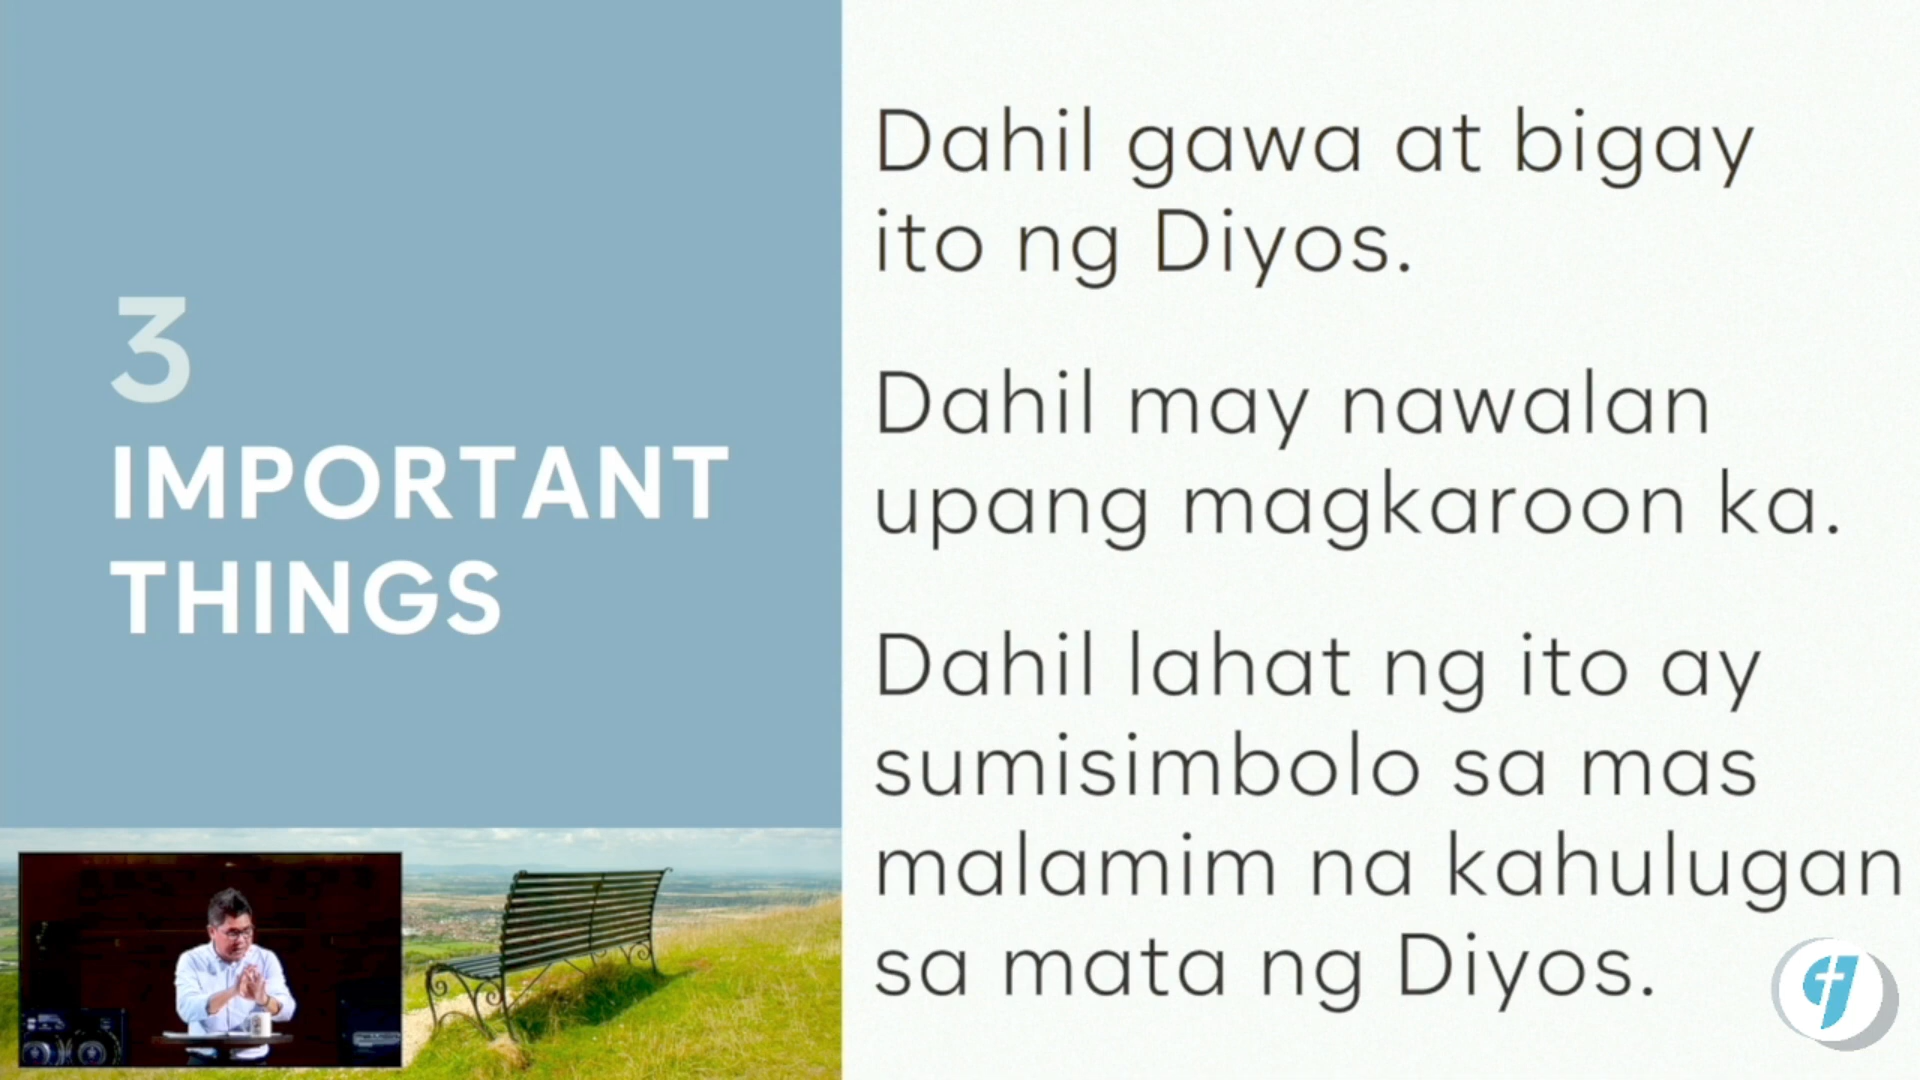 3
IMPORTANT
THINGS
Dahil gawa at bigay
ito ng Diyos.
Dahil may nawalan
upang magkaroon ka.
Dahil lahat ng ito ay
sumisimbolo sa mas
malamim na kahulugan
sa mata ng Diyos.